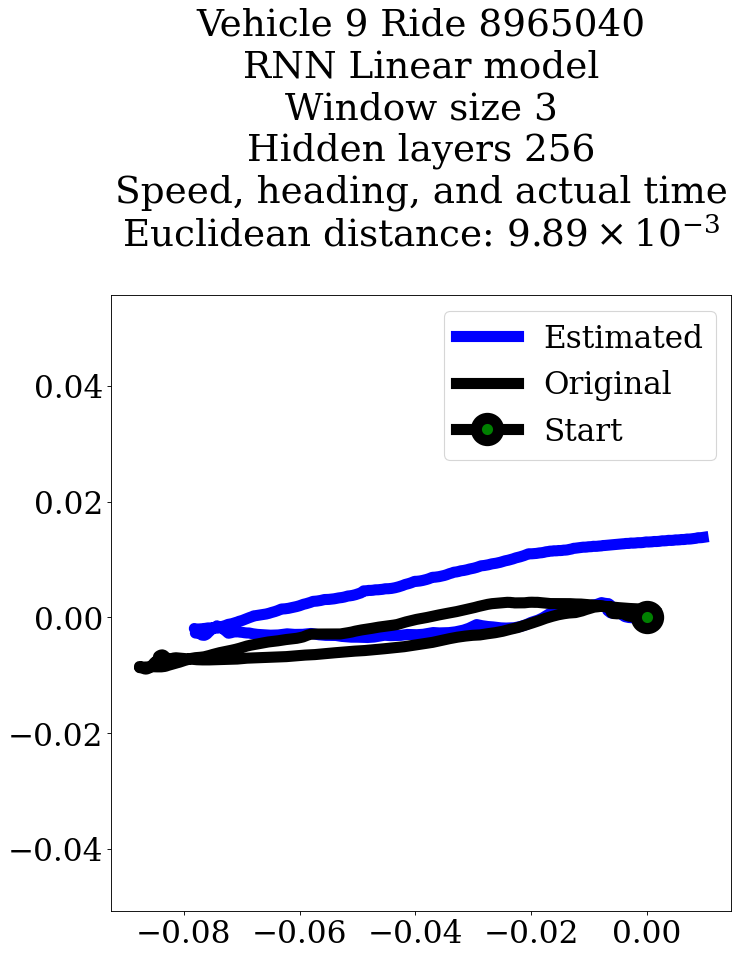 Vehicle 9 Ride 8965040
RNN Linear model
Window size 3
Hidden layers 256
Speed, heading, and actual time
Euclidean distance: 9.89 × 10⁻³
Estimated
Original
Start
0.04
0.02
0.00
−0.02
−0.04
−0.08 −0.06 −0.04 −0.02 0.00